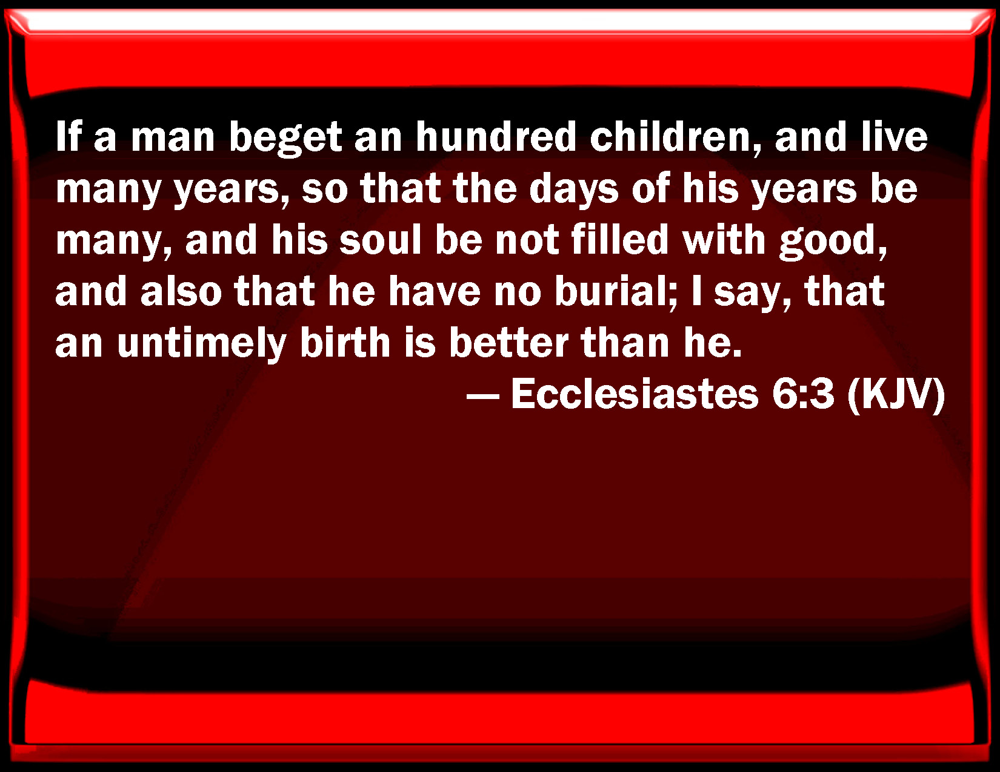 If a man beget an hundred children, and live
many years, so that the days of his years be
many, and his soul be not filled with good,
and also that he have no burial; I say, that
an untimely birth is better than he.
— Ecclesiastes 6:3 (KJV)